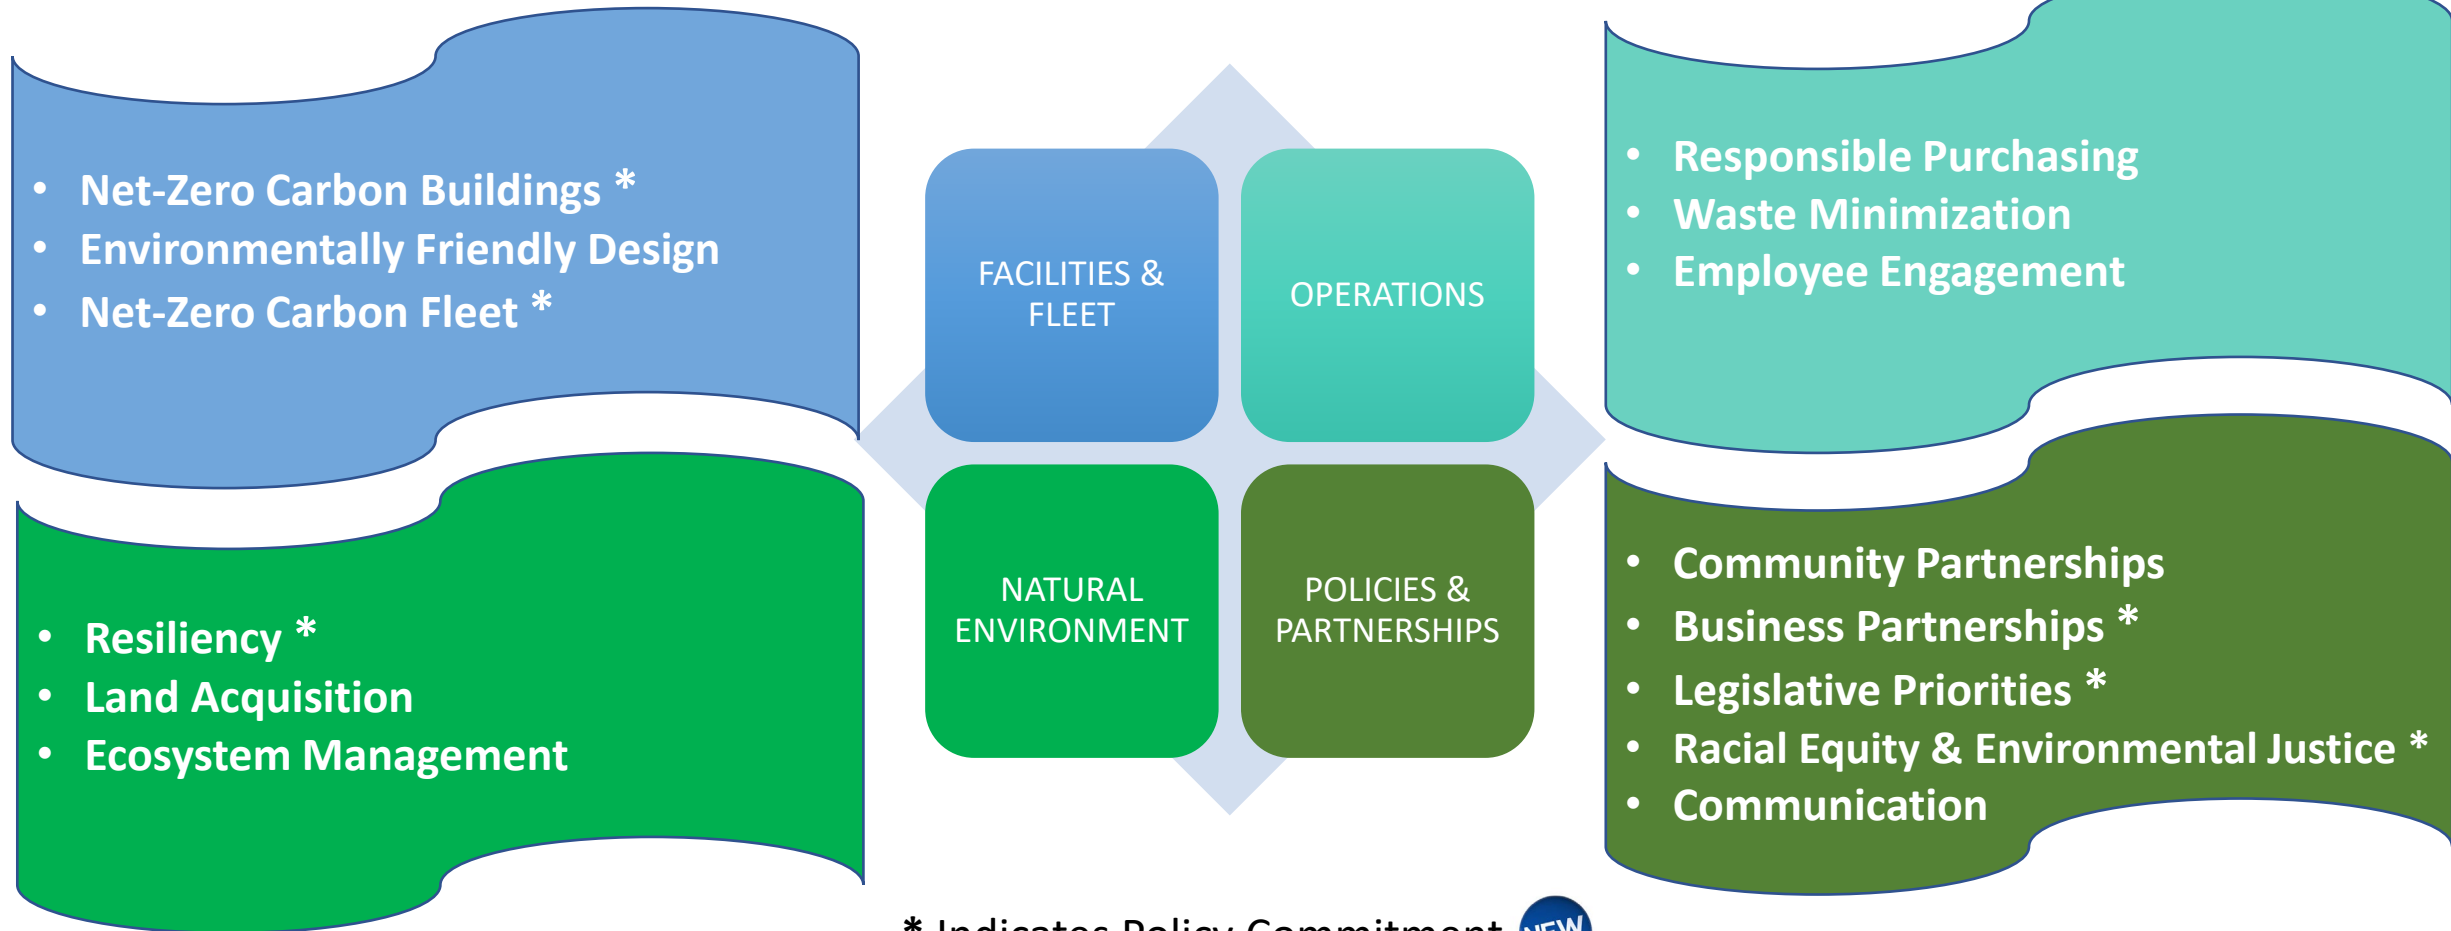 • Net-Zero Carbon Buildings *
• Environmentally Friendly Design
• Net-Zero Carbon Fleet *
FACILITIES &
FLEET
OPERATIONS
• Responsible Purchasing
• Waste Minimization
• Employee Engagement
• Resiliency *
• Land Acquisition
• Ecosystem Management
NATURAL
ENVIRONMENT
POLICIES &
PARTNERSHIPS
• Community Partnerships
• Business Partnerships *
• Legislative Priorities *
• Racial Equity & Environmental Justice *
• Communication
* Indicates Policy Commitment NEW